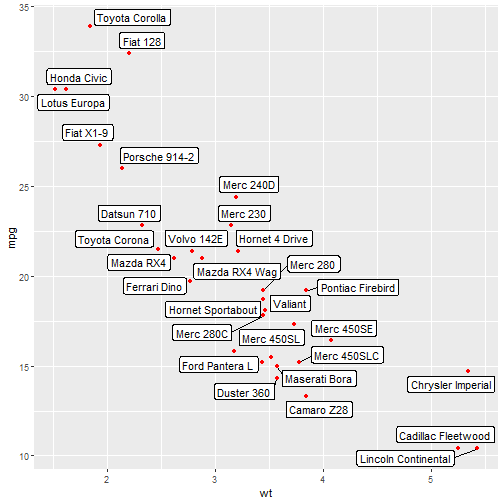 35
Toyota Corolla
Fiat 128
Honda Civic
30
Lotus Europa
Fiat X1-9
Porsche 914-2
25
Merc 240D
Datsun 710
Merc 230
mpg
Toyota Corona
Volvo 142E
Hornet 4 Drive
Mazda RX4
Merc 280
Mazda RX4 Wag
20
Ferrari Dino
Pontiac Firebird
Hornet Sportabout
Valiant
Merc 280C
Merc 450SL
Merc 450SE
15
Ford Pantera L
Merc 450SLC
Maserati Bora
Chrysler Imperial
Duster 360
Camaro Z28
Cadillac Fleetwood
10
Lincoln Continental
2
3
4
5
wt